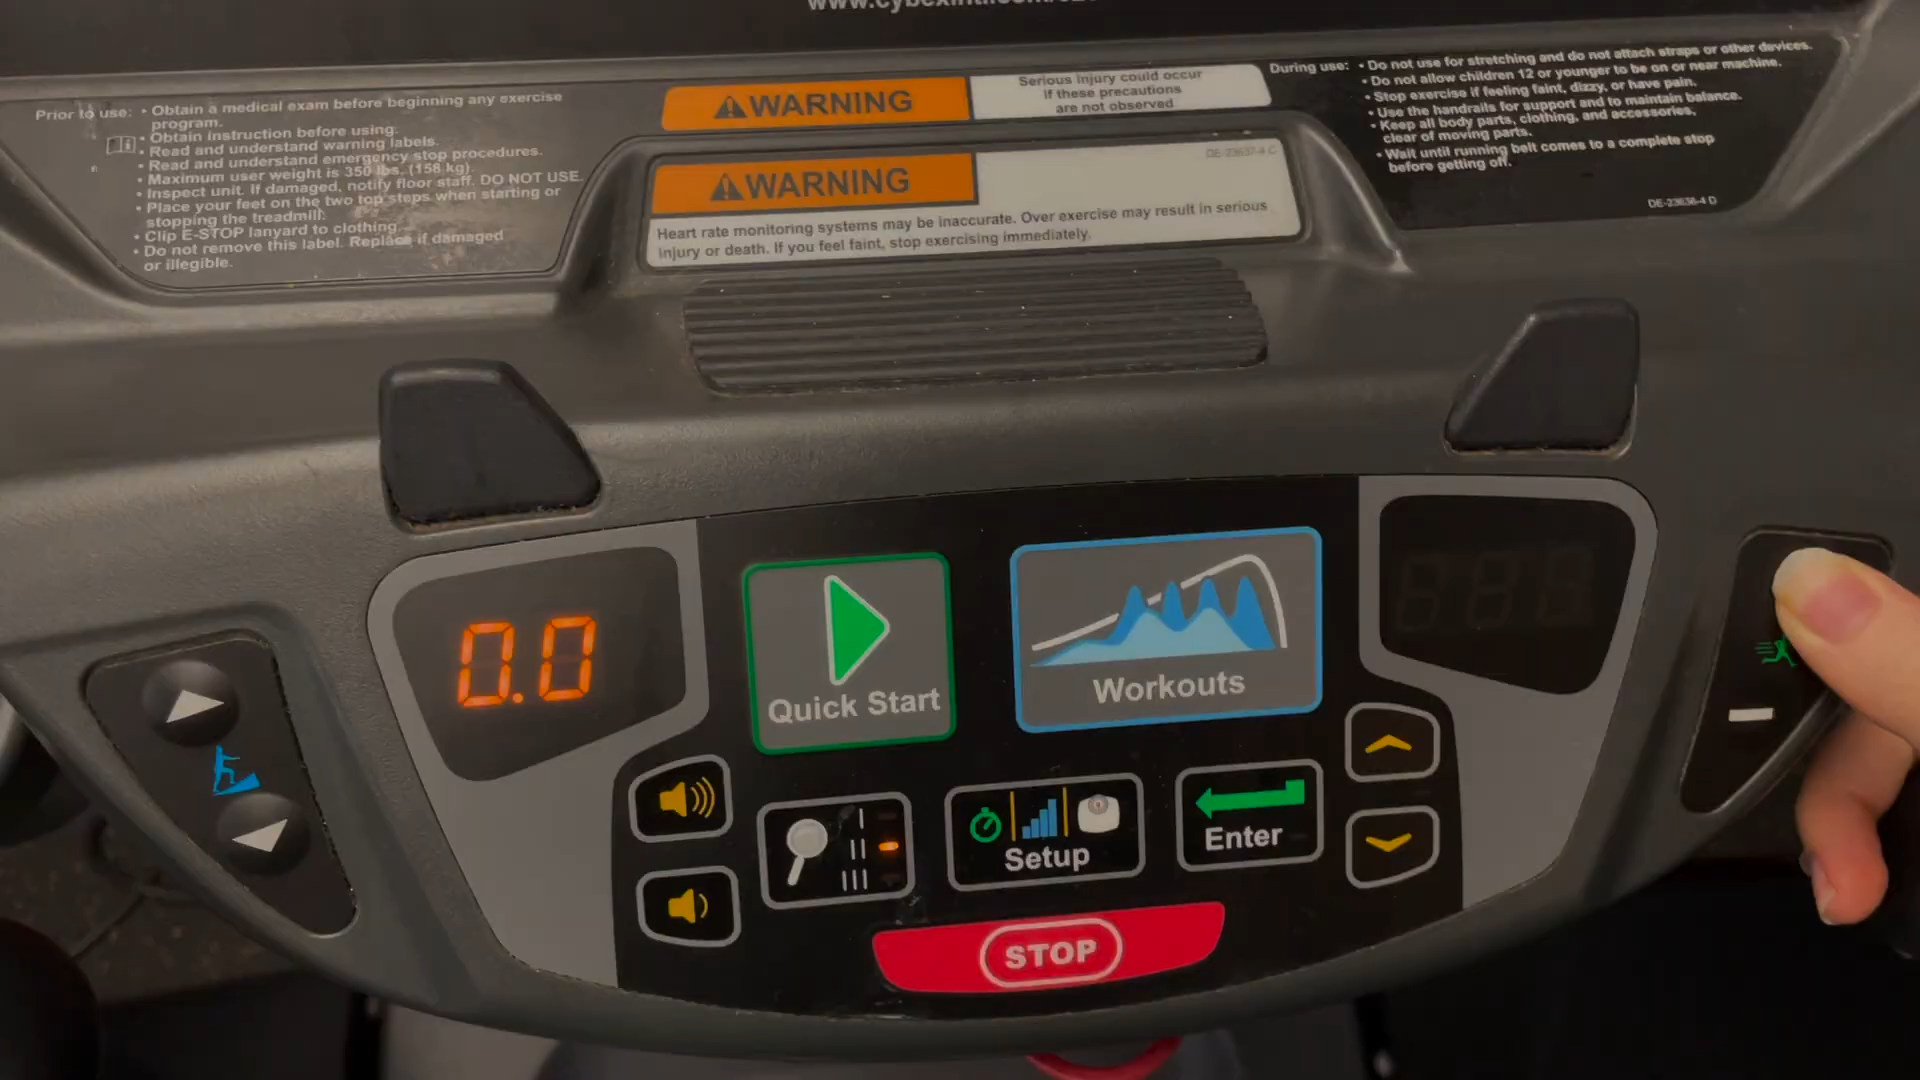 Prior to use: • Obtain a medical exam before beginning any exercise
program.
• Obtain instruction before using.
• Read and understand warning labels.
• Read and understand emergency stop procedures.
• Maximum user weight is 350 lbs. (158 kg).
• Inspect unit. If damaged, notify floor staff. DO NOT USE.
• Place your feet on the two top steps when starting or
stopping the treadmill.
• Clip E-STOP lanyard to clothing
• Do not remove this label. Replace if damaged
or illegible.
WARNING
Serious injury could occur
if these precautions
are not observed
DE-23637-4 C
WARNING
Heart rate monitoring systems may be inaccurate. Over exercise may result in serious
injury or death. If you feel faint, stop exercising immediately.
During use: • Do not use for stretching and do not attach straps or other devices.
• Do not allow children 12 or younger to be on or near machine.
• Stop exercise if feeling faint, dizzy, or have pain.
• Use the handrails for support and to maintain balance.
• Keep all body parts, clothing, and accessories,
clear of moving parts.
• Wait until running belt comes to a complete stop
before getting off.
DE-23636-4 D
0.0
Quick Start
Workouts
I
II
III
Setup
Enter
STOP